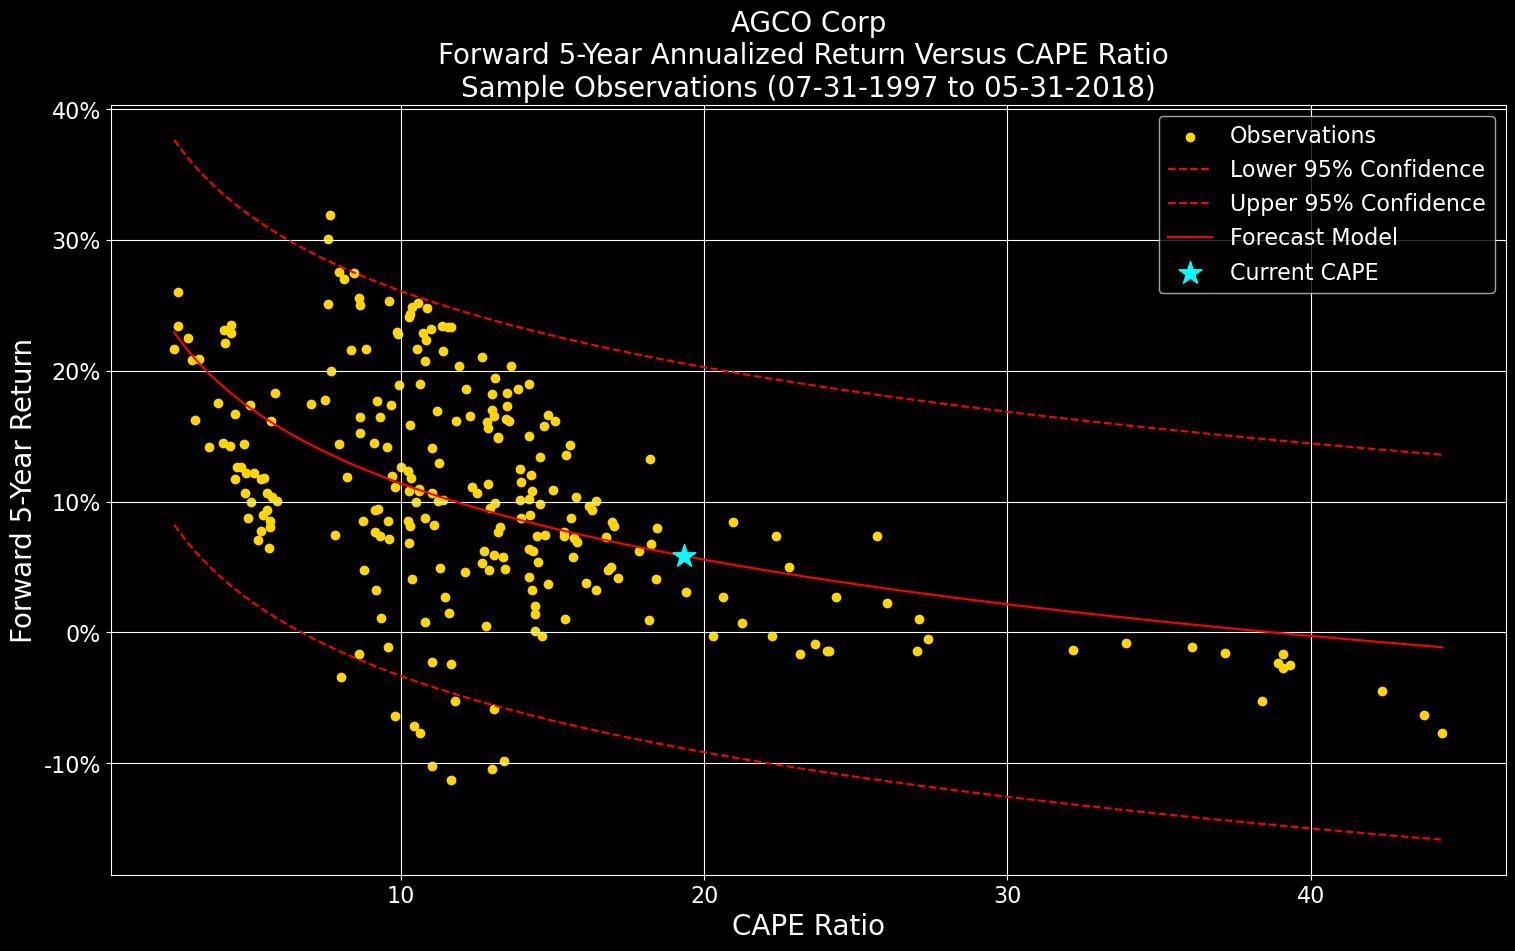 AGCO Corp
Forward 5-Year Annualized Return Versus CAPE Ratio
Sample Observations (07-31-1997 to 05-31-2018)
40%
30%
20%
10%
0%
-10%
Forward 5-Year Return
Observations
Lower 95% Confidence
Upper 95% Confidence
Forecast Model
Current CAPE
10
20
30
40
CAPE Ratio